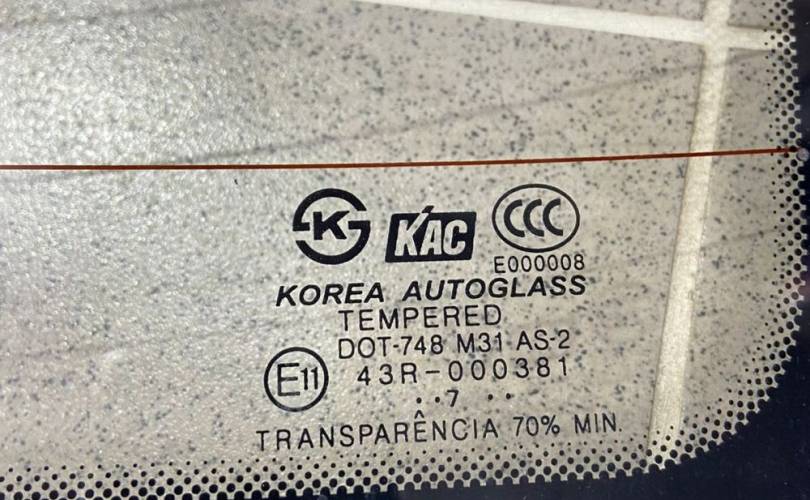 K KAC CCC
E000008
KOREA AUTOGLASS
TEMPERED
DOT-748 M31 AS-2
E11 43R-000381
..7 ..
TRANSPARÊNCIA 70% MIN.